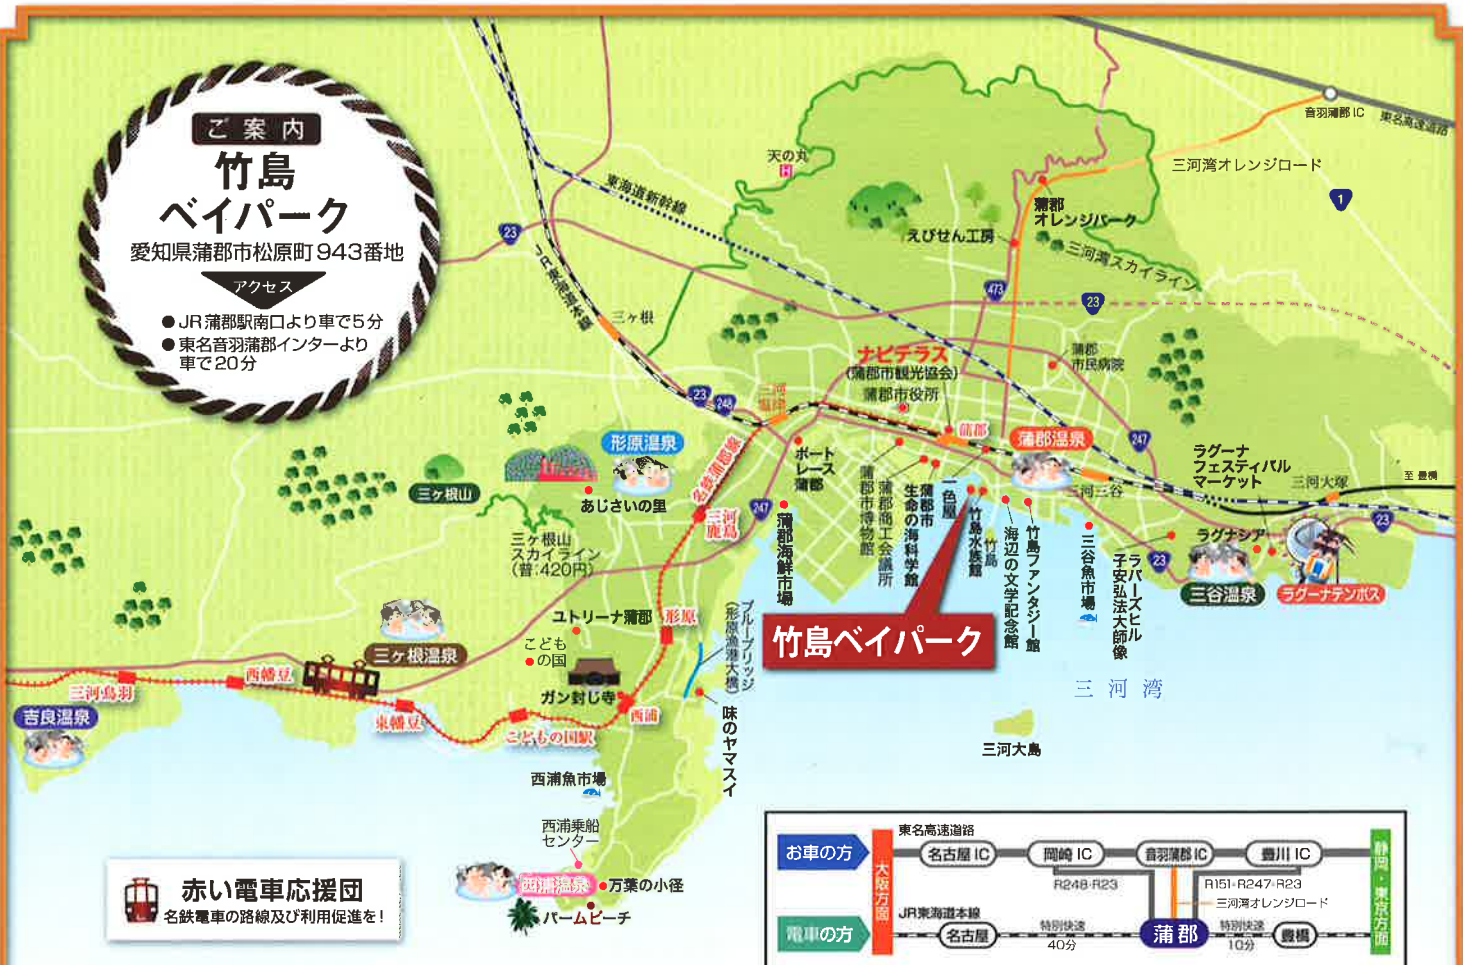 ご案内
竹島
ベイパーク
愛知県蒲郡市松原町943番地
アクセス
●JR蒲郡駅南口より車で5分
●東名音羽蒲郡インターより
車で20分
音羽蒲郡IC
東名高速道路
三河湾オレンジロード
1
天の丸
H
東海道新幹線
蒲郡
オレンジパーク
えびせん工房
三河湾スカイライン
23
JR東海道本線
473
23
三ヶ根
ナビテラス
(蒲郡市観光協会)
蒲郡市役所
蒲郡
市民病院
23
248
三河
塩津
蒲郡
蒲郡温泉
247
形原温泉
ボート
レース
蒲郡
ラグーナ
フェスティバル
マーケット
三河三谷
三河大塚
至 豊橋
三ヶ根山
あじさいの里
名鉄蒲郡線
三河
鹿島
247
蒲郡海鮮市場
蒲郡市博物館
蒲郡商工会議所
蒲郡市
生命の海科学館
一色屋
竹島水族館
竹島
海辺の文学記念館
竹島ファンタジー館
三谷魚市場
ラバーズヒル
子安弘法大師像
23
ラグナシア
23
三谷温泉
ラグーナテンボス
三ヶ根山
スカイライン
(普:420円)
ユトリーナ蒲郡
形原
ブルーブリッジ
(形原漁港大橋)
竹島ベイパーク
三ヶ根温泉
こども
の国
ガン封じ寺
西浦
味のヤマスイ
三河湾
三河大島
三河鳥羽
西幡豆
東幡豆
こどもの国駅
吉良温泉
西浦魚市場
西浦乗船
センター
西浦温泉
万葉の小径
パームビーチ
赤い電車応援団
名鉄電車の路線及び利用促進を!
お車の方
大阪方面
東名高速道路
名古屋IC
岡崎IC
音羽蒲郡IC
豊川IC
静岡・東京方面
R248・R23
R151・R247・R23
三河湾オレンジロード
電車の方
JR東海道本線
名古屋
特別快速
40分
蒲郡
特別快速
10分
豊橋